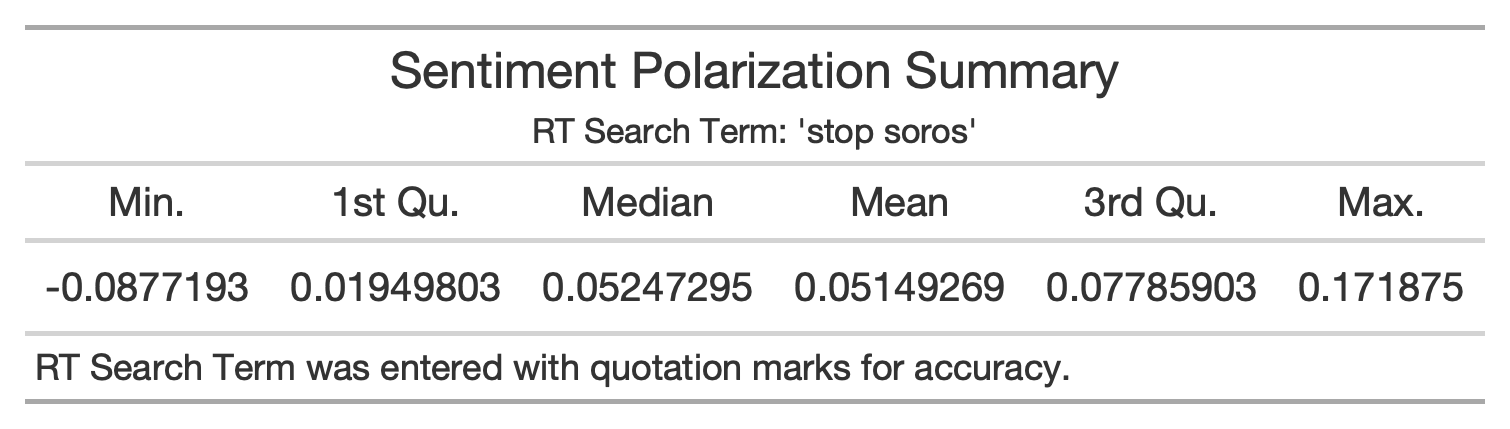 Sentiment Polarization Summary
RT Search Term: 'stop soros'
Min. 1st Qu. Median Mean 3rd Qu. Max.
-0.0877193 0.01949803 0.05247295 0.05149269 0.07785903 0.171875
RT Search Term was entered with quotation marks for accuracy.